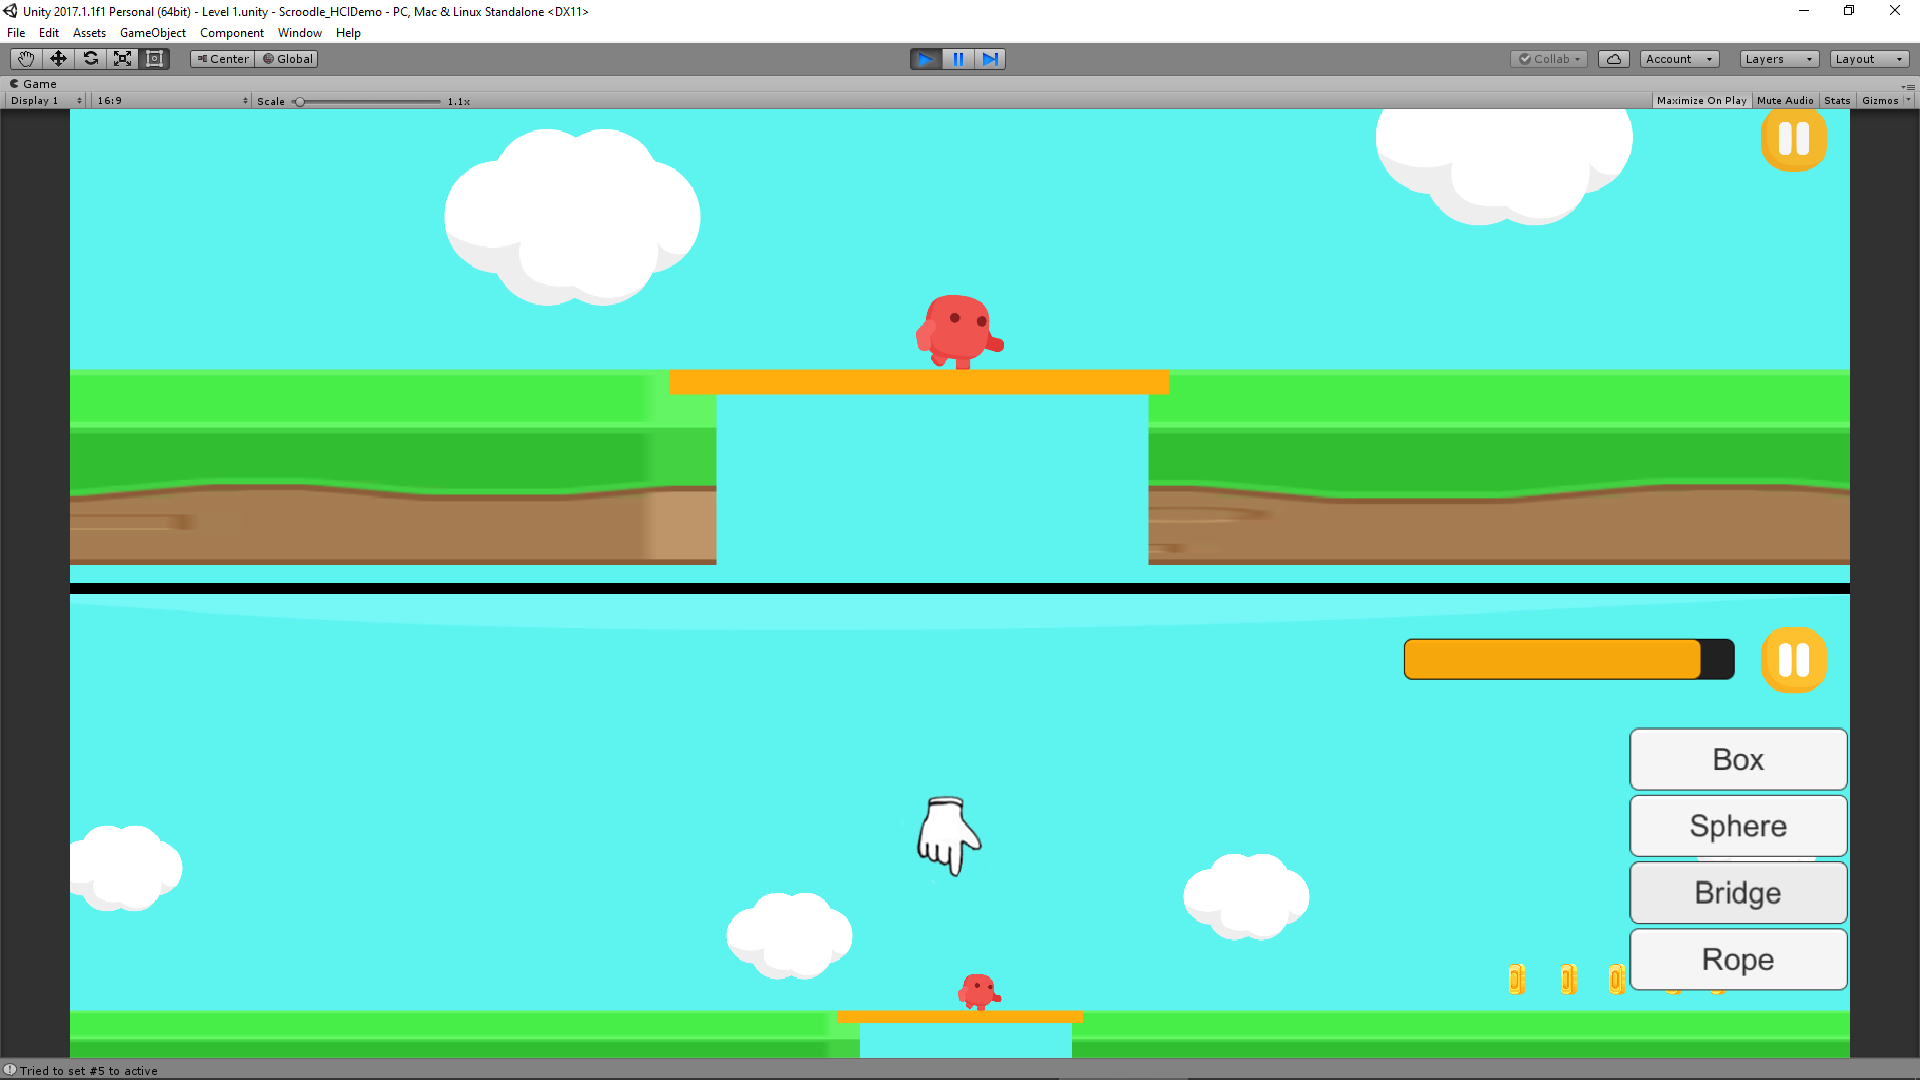 Unity 2017.1.1f1 Personal (64bit) - Level 1.unity - Scroodle_HCIDemo - PC, Mac & Linux Standalone <DX11>
File Edit Assets GameObject Component Window Help
Center Global Collab Account Layers Layout
Game
Display 1 16:9 Scale 1.1x Maximize On Play Mute Audio Stats Gizmos
Box
Sphere
Bridge
Rope
Tried to set #5 to active